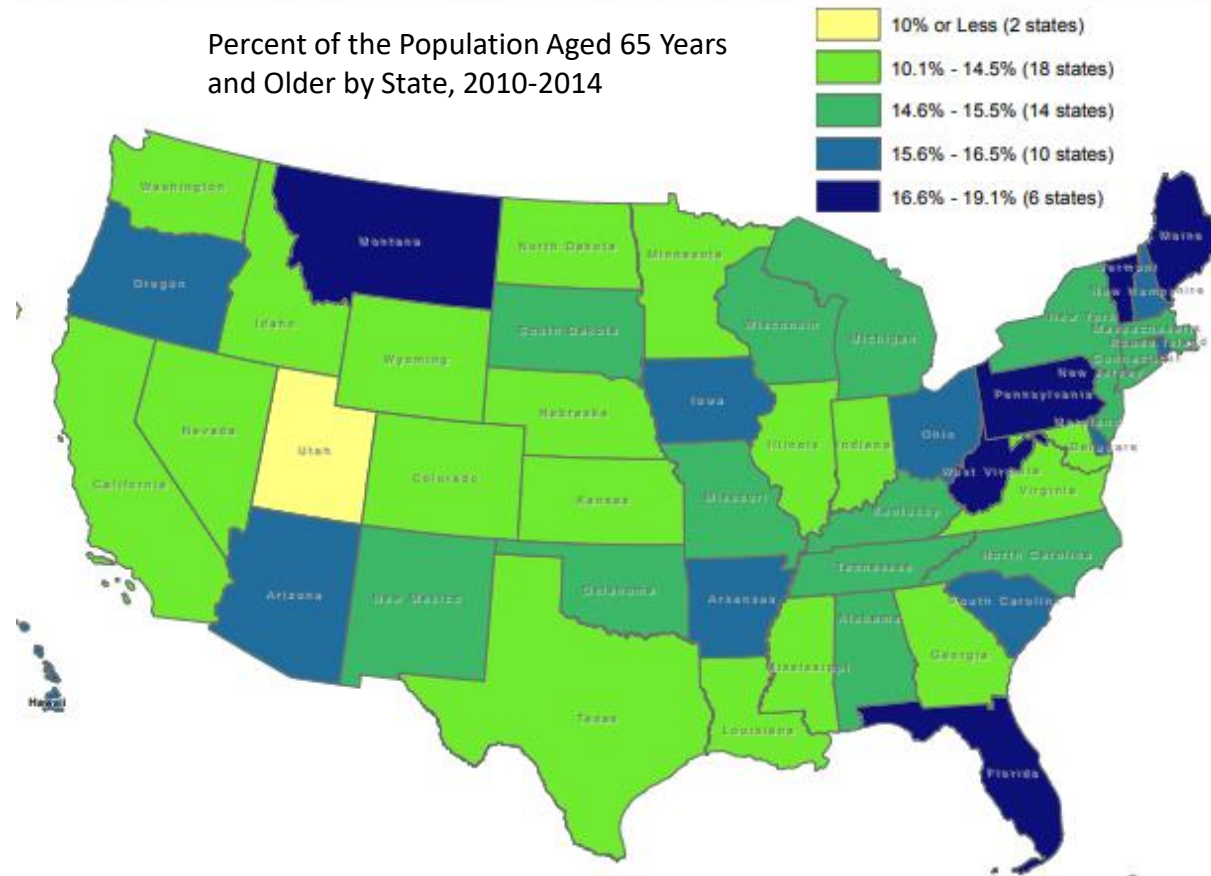 Percent of the Population Aged 65 Years
and Older by State, 2010-2014
10% or Less (2 states)
10.1% - 14.5% (18 states)
14.6% - 15.5% (14 states)
15.6% - 16.5% (10 states)
16.6% - 19.1% (6 states)
Washington
Montana
North Dakota
Minnesota
Maine
Vermont
New Hampshire
Oregon
Idaho
South Dakota
Wisconsin
Michigan
New York
Massachusetts
Rhode Island
Connecticut
Wyoming
New Jersey
Pennsylvania
Iowa
Nebraska
Nevada
Utah
Illinois
Indiana
Ohio
Maryland
Delaware
California
Colorado
Kansas
Missouri
West Virginia
Virginia
Kentucky
Arizona
New Mexico
Oklahoma
Arkansas
Tennessee
North Carolina
South Carolina
Mississippi
Alabama
Georgia
Hawaii
Texas
Louisiana
Florida